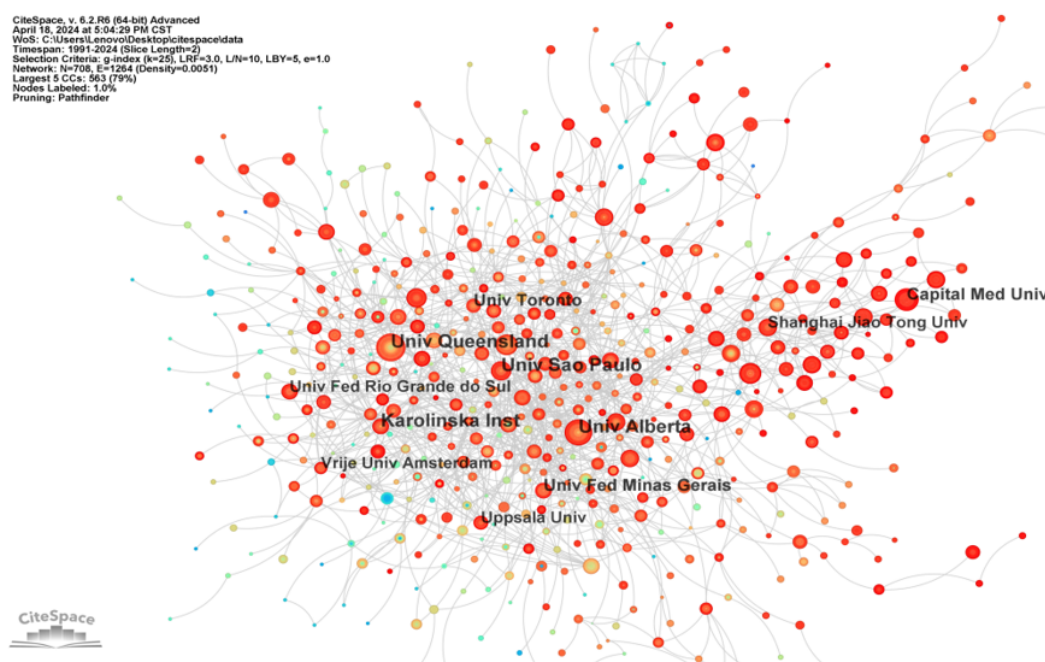 CiteSpace, v. 6.2.R6 (64-bit) Advanced
April 18, 2024 at 5:04:29 PM CST
WoS: C:\Users\Lenovo\Desktop\citespace\data
Timespan: 1991-2024 (Slice Length=2)
Selection Criteria: g-index (k=25), LRF=3.0, L/N=10, LBY=5, e=1.0
Network: N=708, E=1264 (Density=0.0051)
Largest 5 CCs: 563 (79%)
Nodes Labeled: 1.0%
Pruning: Pathfinder
Capital Med Univ
Univ Toronto
Shanghai Jiao Tong Univ
Univ Queensland
Univ Sao Paulo
Univ Fed Rio Grande do Sul
Karolinska Inst
Univ Alberta
Vrije Univ Amsterdam
Univ Fed Minas Gerais
Uppsala Univ
CiteSpace